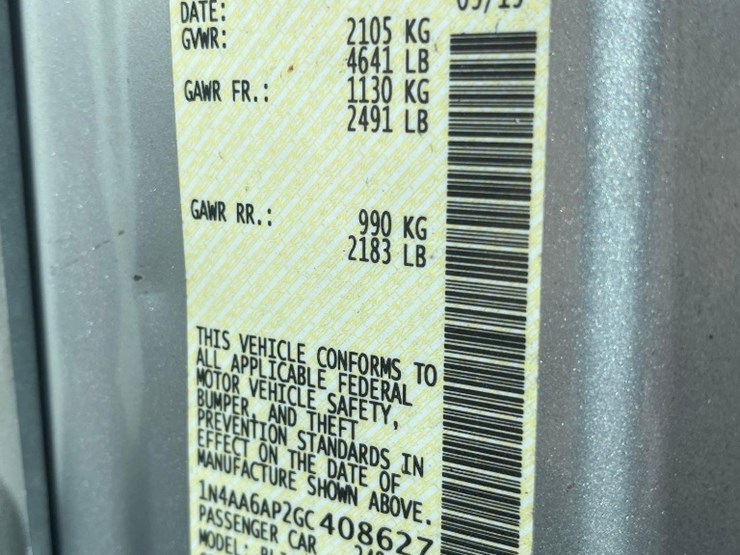 DATE:
GVWR: 2105 KG
4641 LB
GAWR FR.: 1130 KG
2491 LB
GAWR RR.: 990 KG
2183 LB
THIS VEHICLE CONFORMS TO
ALL APPLICABLE FEDERAL
MOTOR VEHICLE SAFETY,
BUMPER, AND THEFT
PREVENTION STANDARDS IN
EFFECT ON THE DATE OF
MANUFACTURE SHOWN ABOVE.
1N4AA6AP2GC408627
PASSENGER CAR
MODEL: